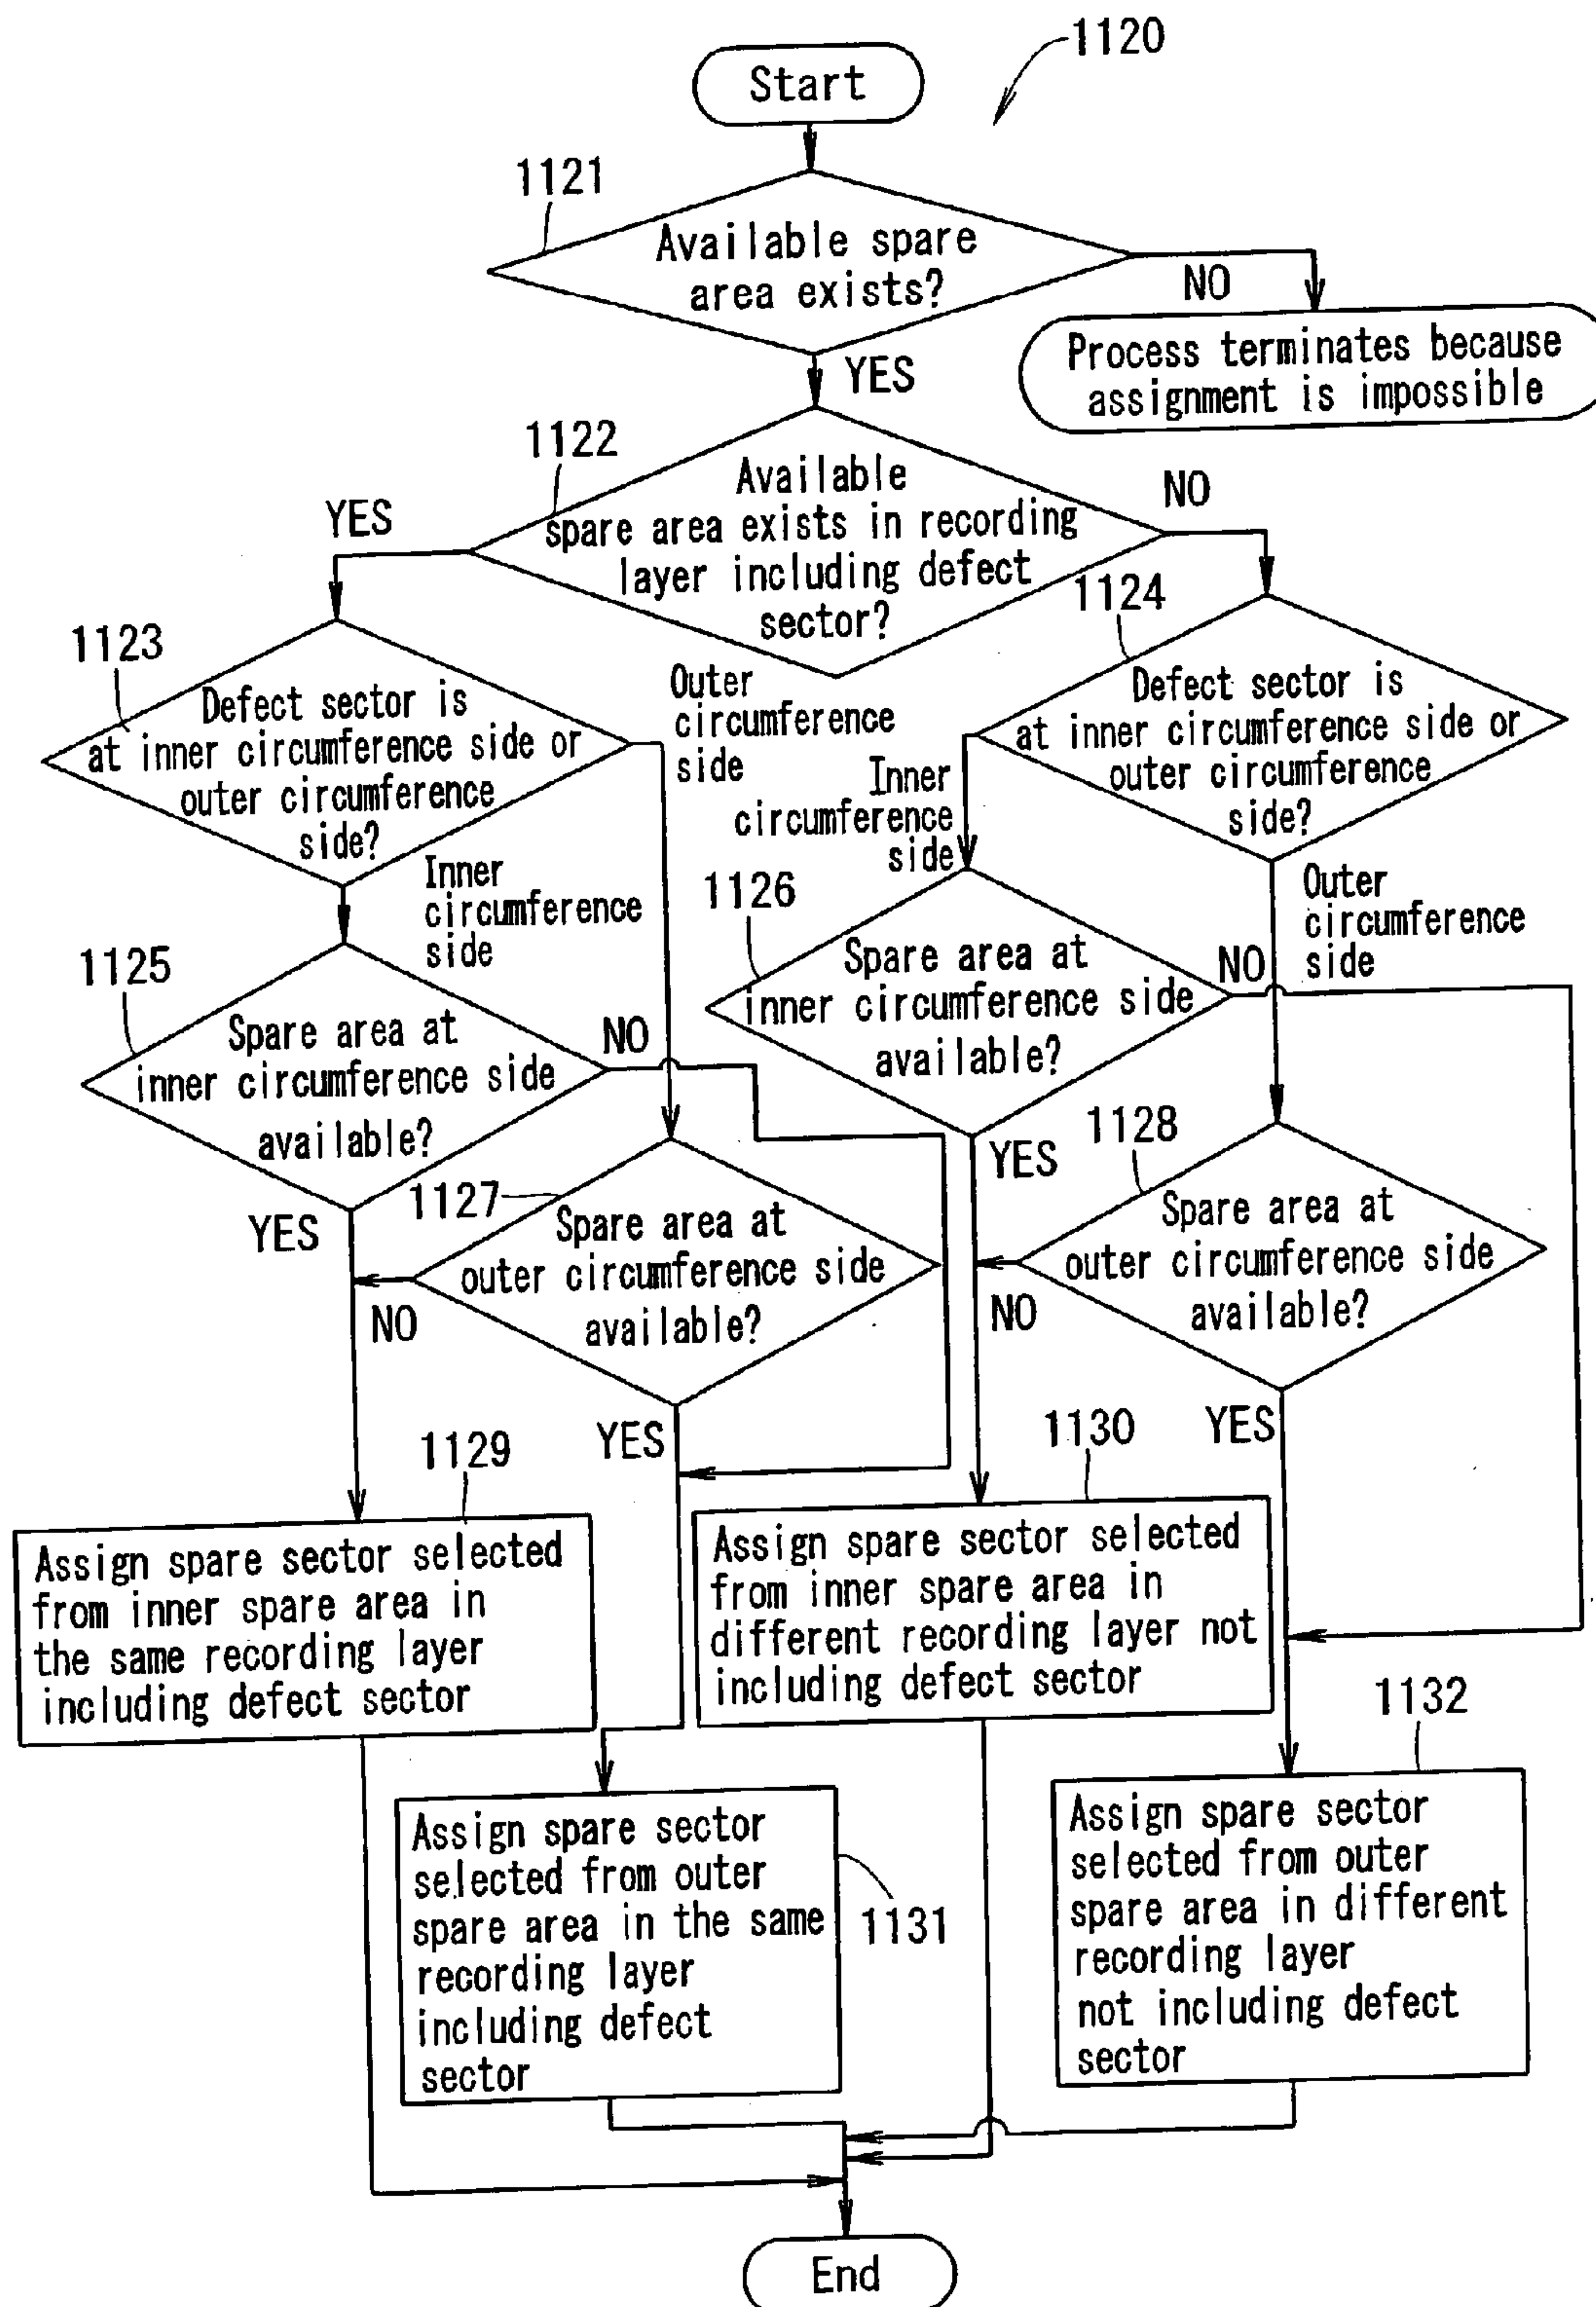 1120
Start
1121
Available spare
area exists?
NO
Process terminates because
assignment is impossible
YES
1122
Available
spare area exists in recording
layer including defect
sector?
YES
NO
1123
Defect sector is
at inner circumference side or
outer circumference
side?
Outer
circumference
side
1124
Defect sector is
at inner circumference side or
outer circumference
side?
Inner
circumference
side
Inner
circumference
side
Outer
circumference
side
1125
Spare area at
inner circumference side
available?
NO
YES
1126
Spare area at
inner circumference side
available?
NO
YES
1127
Spare area at
outer circumference side
available?
NO
YES
1128
Spare area at
outer circumference side
available?
NO
YES
1129
Assign spare sector selected
from inner spare area in
the same recording layer
including defect sector
1130
Assign spare sector selected
from inner spare area in
different recording layer not
including defect sector
1131
Assign spare sector
selected from outer
spare area in the same
recording layer
including defect
sector
1132
Assign spare sector
selected from outer
spare area in different
recording layer
not including defect
sector
End